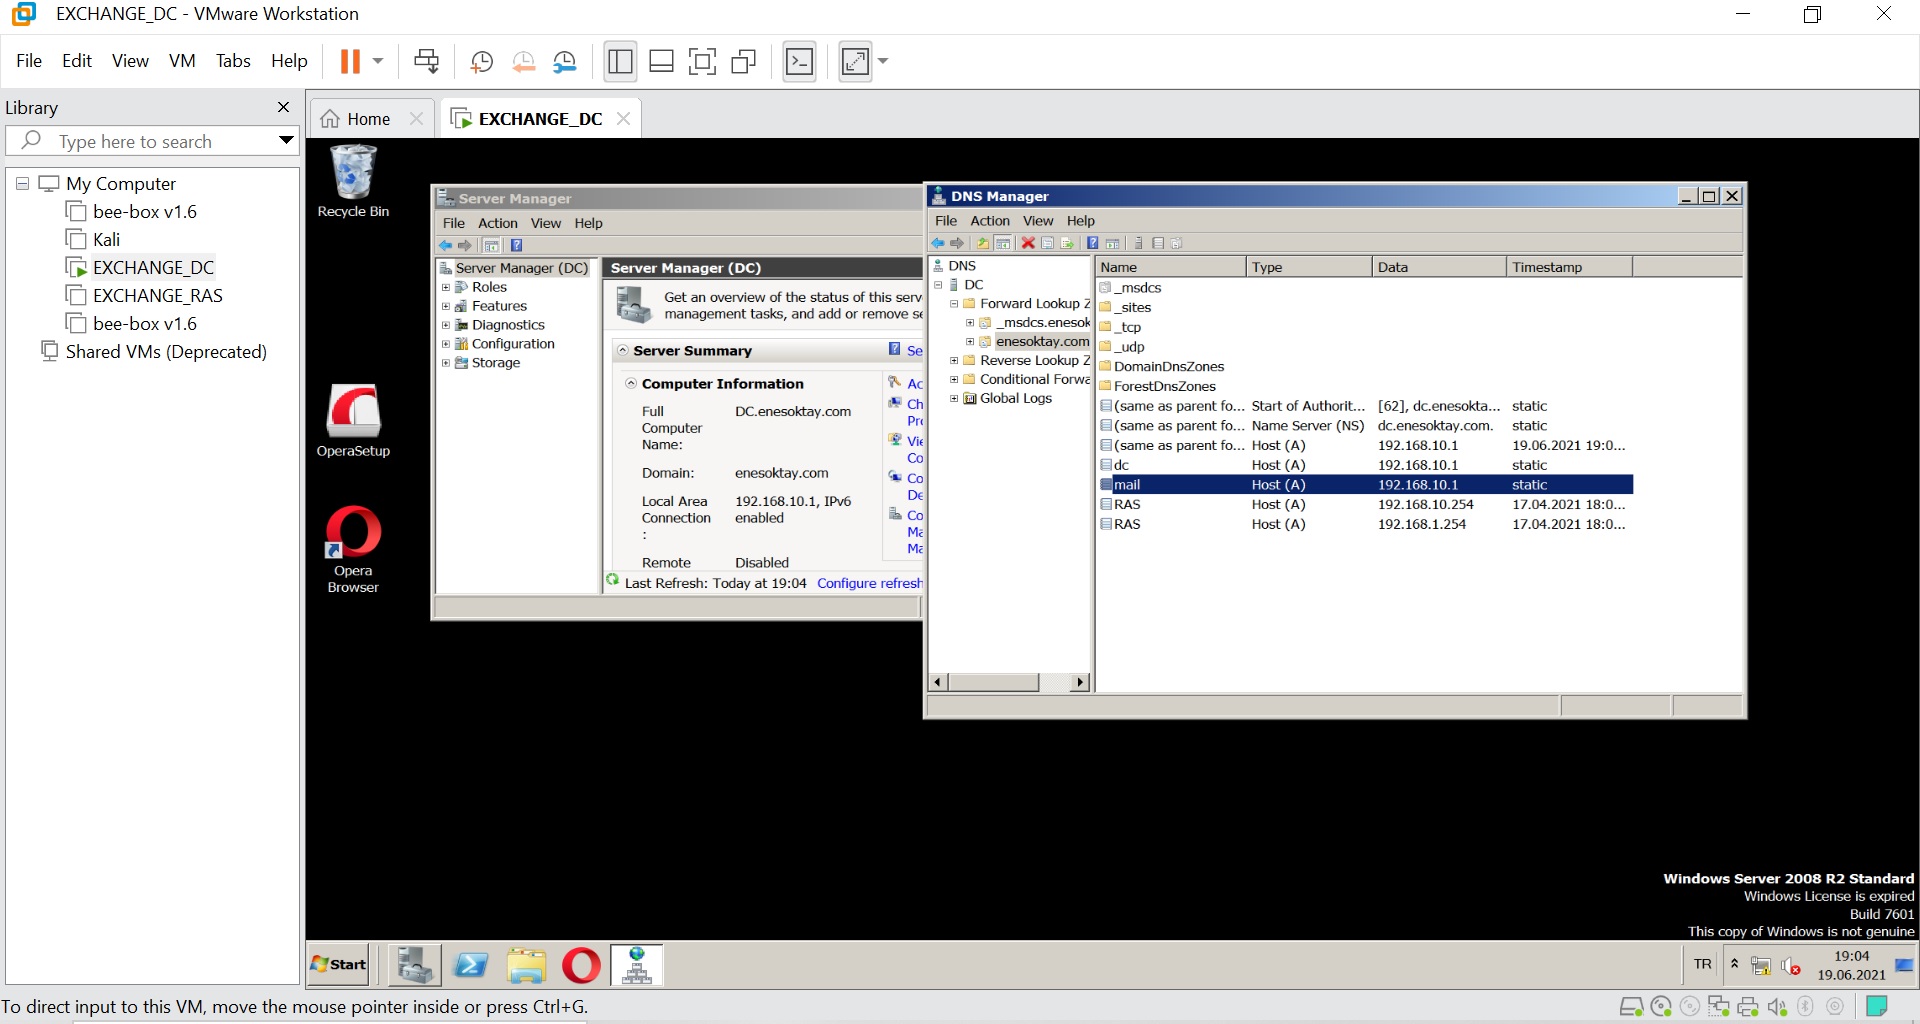 EXCHANGE_DC - VMware Workstation
File Edit View VM Tabs Help
Library
Type here to search
My Computer
bee-box v1.6
Kali
EXCHANGE_DC
EXCHANGE_RAS
bee-box v1.6
Shared VMs (Deprecated)
Home
EXCHANGE_DC
Recycle Bin
OperaSetup
Opera
Browser
Server Manager
File Action View Help
Server Manager (DC)
Roles
Features
Diagnostics
Configuration
Storage
Server Manager (DC)
Get an overview of the status of this serv
management tasks, and add or remove se
Server Summary
Se
Computer Information
Full
Computer
Name:
DC.enesoktay.com
Domain:
enesoktay.com
Local Area
Connection
:
192.168.10.1, IPv6
enabled
Remote
Disabled
Ac
Ch
Pro
Vie
Co
Co
De
Co
Ma
Ma
Last Refresh: Today at 19:04 Configure refresh
DNS Manager
File Action View Help
DNS
DC
Forward Lookup Z
_msdcs.enesok
enesoktay.com
Reverse Lookup Z
Conditional Forwa
Global Logs
Name Type Data Timestamp
_msdcs
_sites
_tcp
_udp
DomainDnsZones
ForestDnsZones
(same as parent fo... Start of Authorit... [62], dc.enesokta... static
(same as parent fo... Name Server (NS) dc.enesoktay.com. static
(same as parent fo... Host (A) 192.168.10.1 19.06.2021 19:0...
dc Host (A) 192.168.10.1 static
mail Host (A) 192.168.10.1 static
RAS Host (A) 192.168.10.254 17.04.2021 18:0...
RAS Host (A) 192.168.1.254 17.04.2021 18:0...
Windows Server 2008 R2 Standard
Windows License is expired
Build 7601
This copy of Windows is not genuine
Start
TR
19:04
19.06.2021
To direct input to this VM, move the mouse pointer inside or press Ctrl+G.